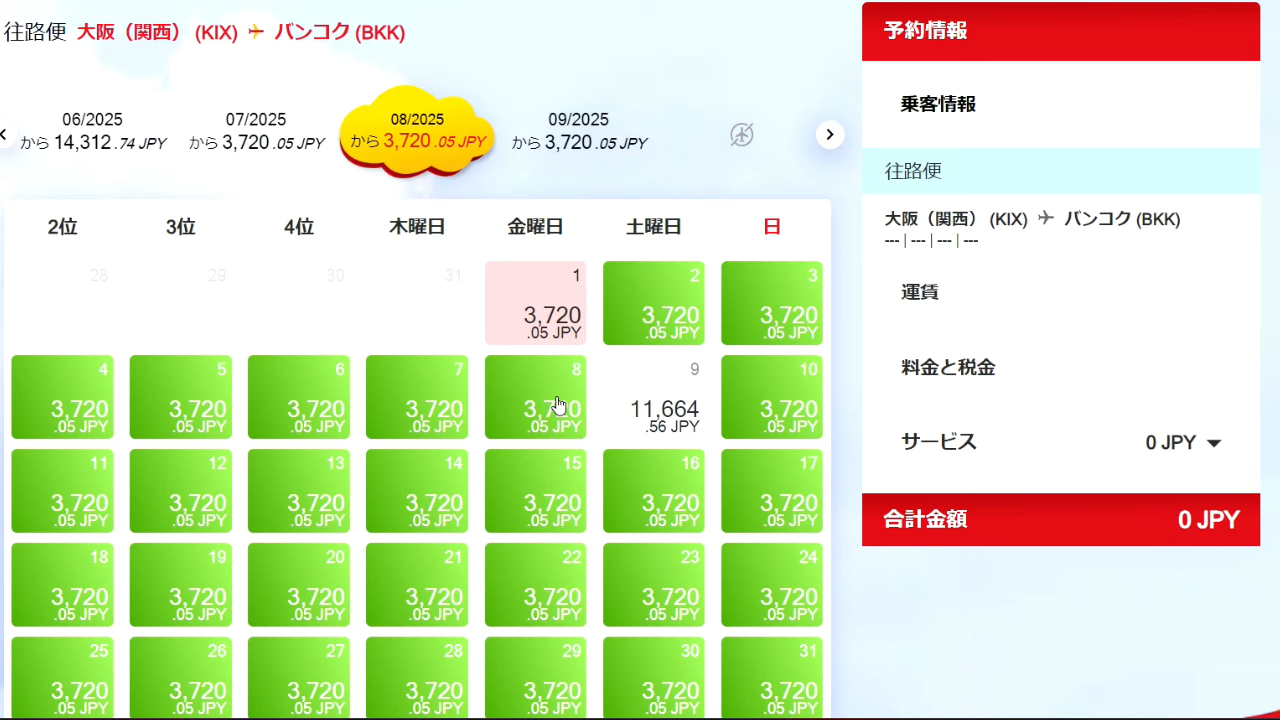 往路便 大阪（関西） (KIX) バンコク (BKK)
06/2025 07/2025 08/2025 09/2025
から 14,312.74 JPY から 3,720.05 JPY から 3,720.05 JPY から 3,720.05 JPY
2位 3位 4位 木曜日 金曜日 土曜日 日
28 29 30 31 1 2 3
3,720 3,720 3,720
.05 JPY .05 JPY .05 JPY
4 5 6 7 8 9 10
3,720 3,720 3,720 3,720 3,720 11,664 3,720
.05 JPY .05 JPY .05 JPY .05 JPY .05 JPY .56 JPY .05 JPY
11 12 13 14 15 16 17
3,720 3,720 3,720 3,720 3,720 3,720 3,720
.05 JPY .05 JPY .05 JPY .05 JPY .05 JPY .05 JPY .05 JPY
18 19 20 21 22 23 24
3,720 3,720 3,720 3,720 3,720 3,720 3,720
.05 JPY .05 JPY .05 JPY .05 JPY .05 JPY .05 JPY .05 JPY
25 26 27 28 29 30 31
3,720 3,720 3,720 3,720 3,720 3,720 3,720
.05 JPY .05 JPY .05 JPY .05 JPY .05 JPY .05 JPY .05 JPY
予約情報
乗客情報
往路便
大阪（関西） (KIX) バンコク (BKK)
--- | --- | --- | ---
運賃
料金と税金
サービス 0 JPY
合計金額 0 JPY